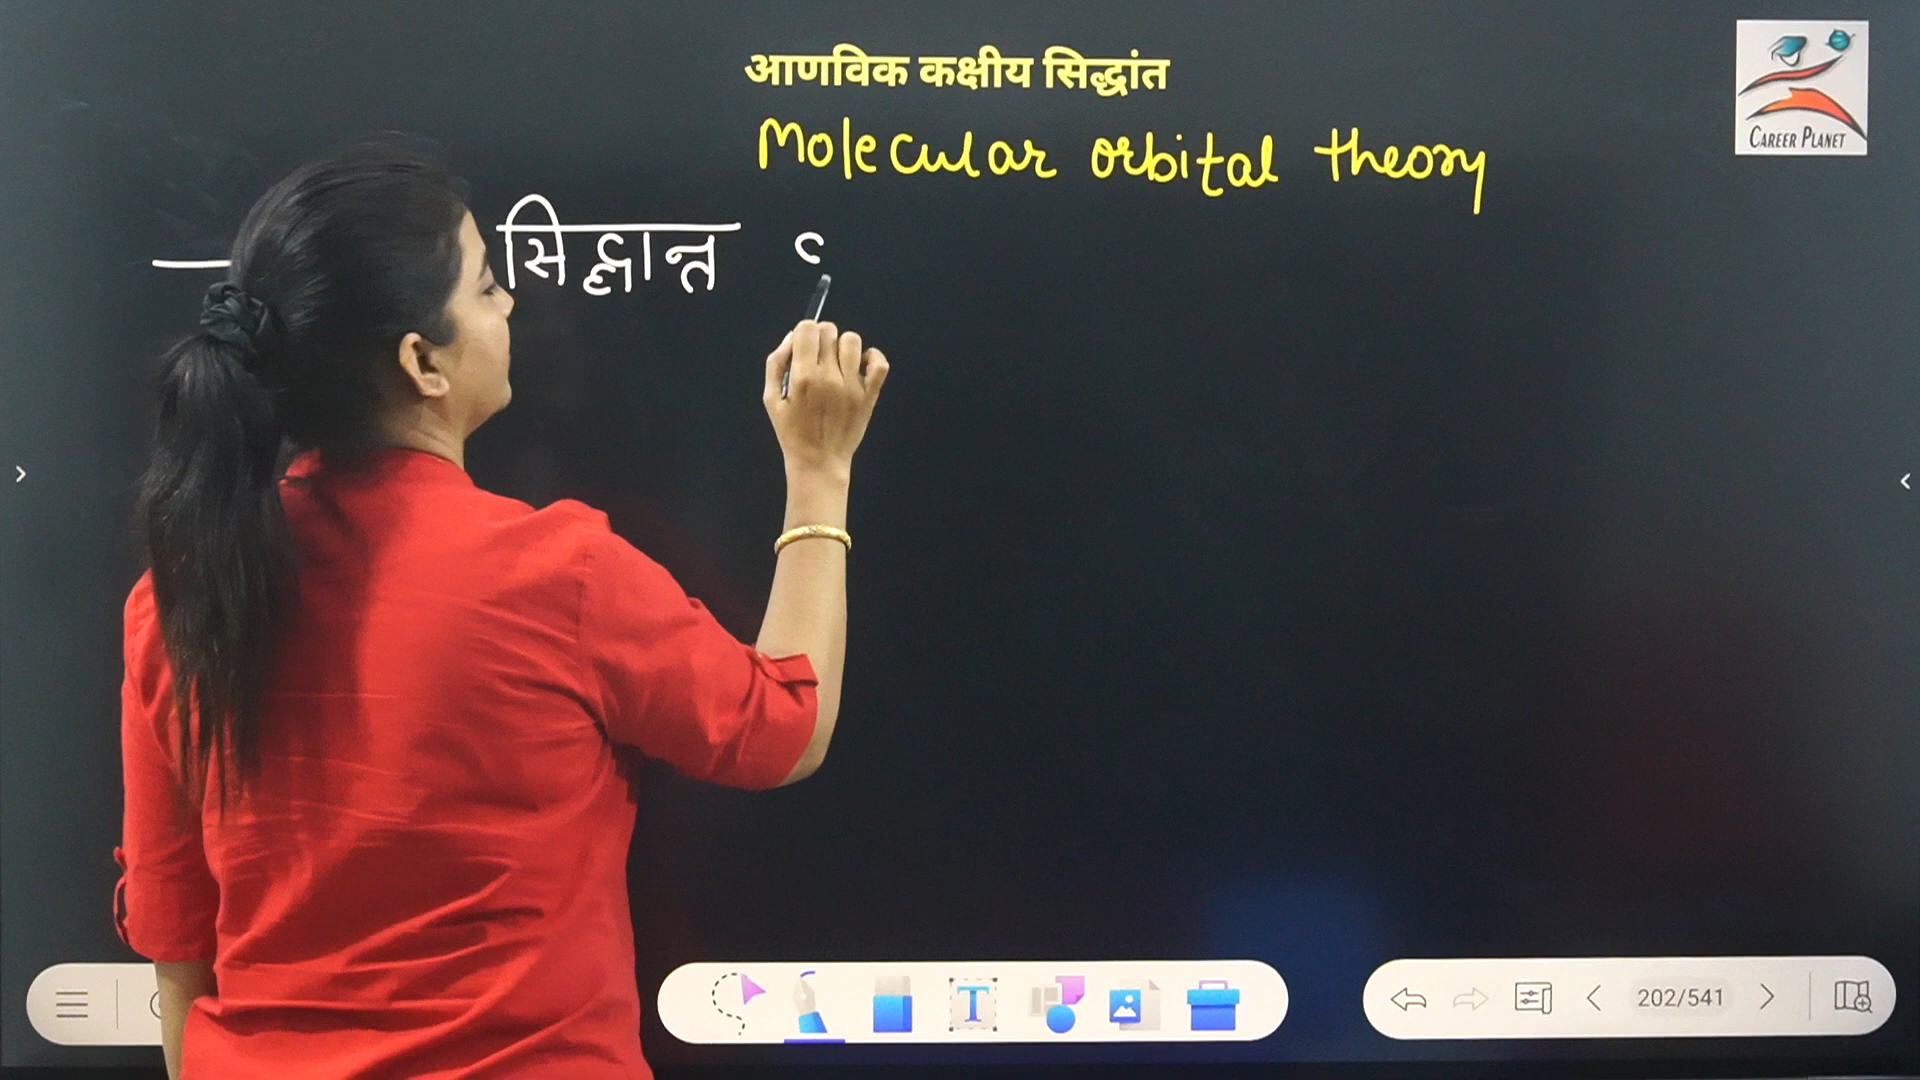 आणविक कक्षीय सिद्धांत
Molecular orbital theory
सिद्धान्त
CAREER PLANET
202/541